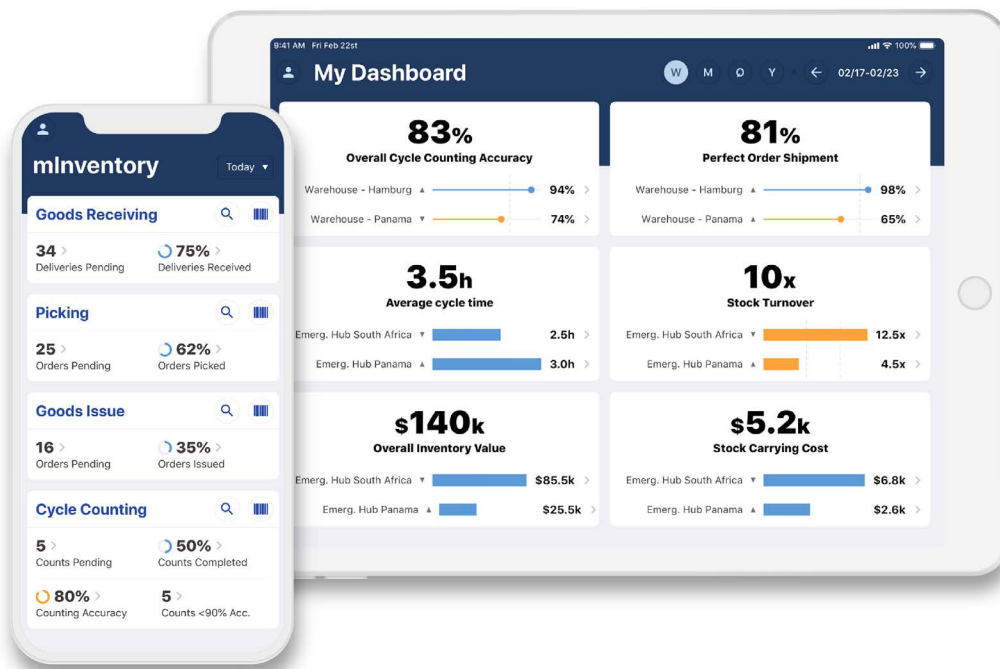 mInventory
Today ▼
Goods Receiving
34 >
75% >
Deliveries Pending
Deliveries Received
Picking
25 >
62% >
Orders Pending
Orders Picked
Goods Issue
16 >
35% >
Orders Pending
Orders Issued
Cycle Counting
5 >
50% >
Counts Pending
Counts Completed
80% >
5 >
Counting Accuracy
Counts <90% Acc.
9:41 AM Fri Feb 22st
100%
My Dashboard
W M Q Y ← 02/17-02/23 →
83%
Overall Cycle Counting Accuracy
Warehouse - Hamburg ▲ 94% >
Warehouse - Panama ▼ 74% >
81%
Perfect Order Shipment
Warehouse - Hamburg ▲ 98% >
Warehouse - Panama ▲ 65% >
3.5h
Average cycle time
Emerg. Hub South Africa ▼ 2.5h >
Emerg. Hub Panama ▲ 3.0h >
10x
Stock Turnover
Emerg. Hub South Africa ▼ 12.5x >
Emerg. Hub Panama ▲ 4.5x >
$140k
Overall Inventory Value
Emerg. Hub South Africa ▼ $85.5k >
Emerg. Hub Panama ▲ $25.5k >
$5.2k
Stock Carrying Cost
Emerg. Hub South Africa ▼ $6.8k >
Emerg. Hub Panama ▲ $2.6k >